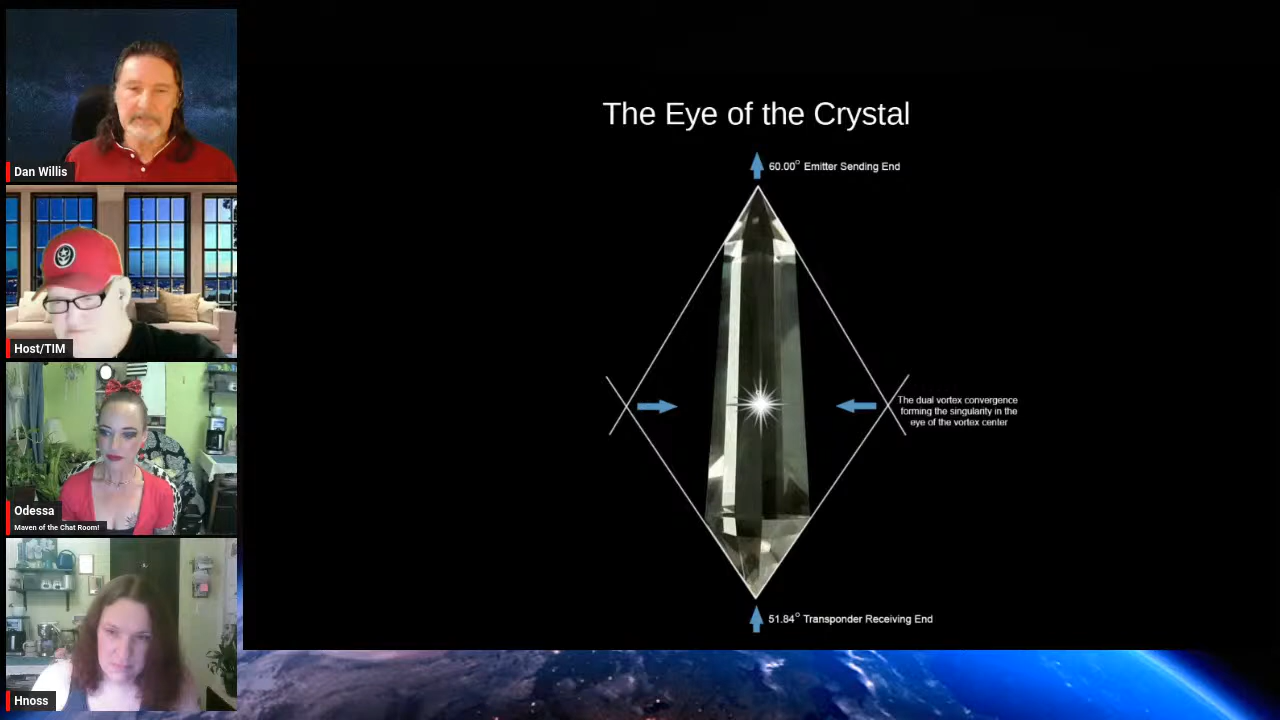 Dan Willis
Host/TIM
Odessa
Maven of the Chat Room!
Hnoss
The Eye of the Crystal
60.00° Emitter Sending End
The dual vortex convergence
forming the singularity in the
eye of the vortex center
51.84° Transponder Receiving End